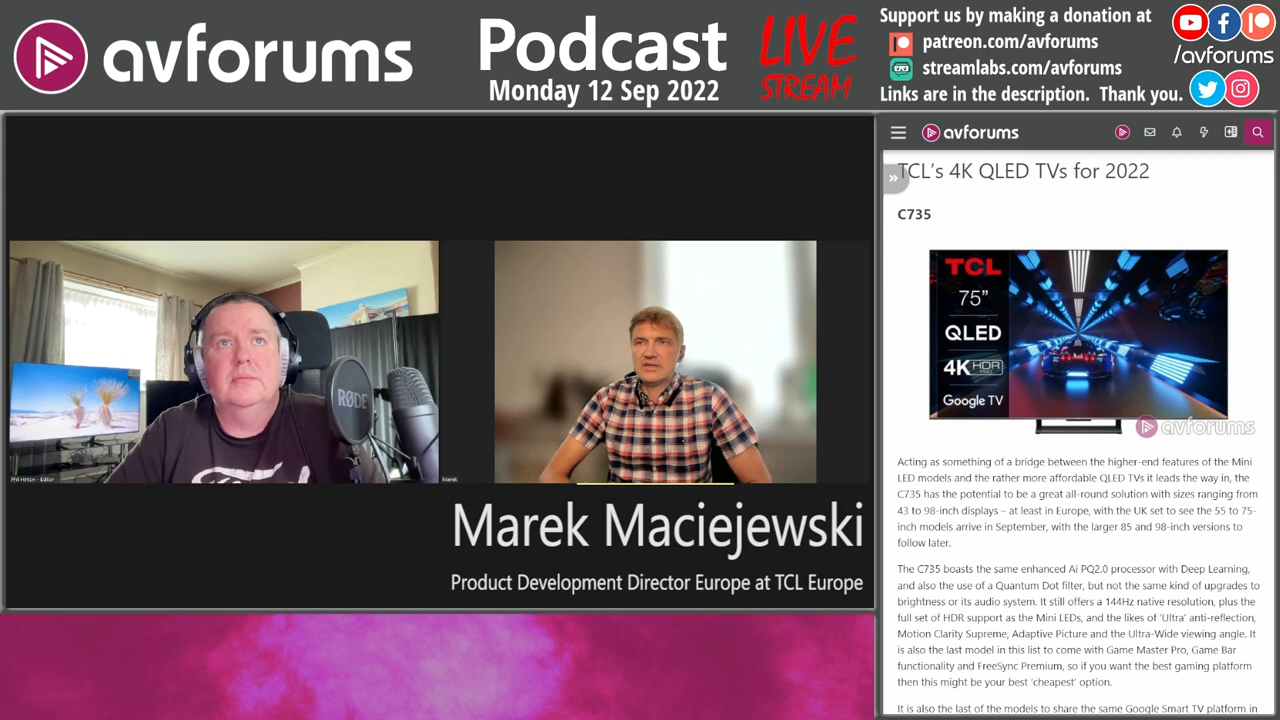 avforums
Podcast
Monday 12 Sep 2022
LIVE
STREAM
Support us by making a donation at
patreon.com/avforums
streamlabs.com/avforums
Links are in the description. Thank you.
/avforums
avforums
TCL's 4K QLED TVs for 2022
C735
TCL
75"
QLED
4K HDR
PRO
Google TV
avforums
Acting as something of a bridge between the higher-end features of the Mini
LED models and the rather more affordable QLED TVs it leads the way in, the
C735 has the potential to be a great all-round solution with sizes ranging from
43 to 98-inch displays – at least in Europe, with the UK set to see the 55 to 75-
inch models arrive in September, with the larger 85 and 98-inch versions to
follow later.
The C735 boasts the same enhanced Ai PQ2.0 processor with Deep Learning,
and also the use of a Quantum Dot filter, but not the same kind of upgrades to
brightness or its audio system. It still offers a 144Hz native resolution, plus the
full set of HDR support as the Mini LEDs, and the likes of 'Ultra' anti-reflection,
Motion Clarity Supreme, Adaptive Picture and the Ultra-Wide viewing angle. It
is also the last model in this list to come with Game Master Pro, Game Bar
functionality and FreeSync Premium, so if you want the best gaming platform
then this might be your best 'cheapest' option.
It is also the last of the models to share the same Google Smart TV platform in
RØDE
Phil Hinton - Editor
Marek
Marek Maciejewski
Product Development Director Europe at TCL Europe